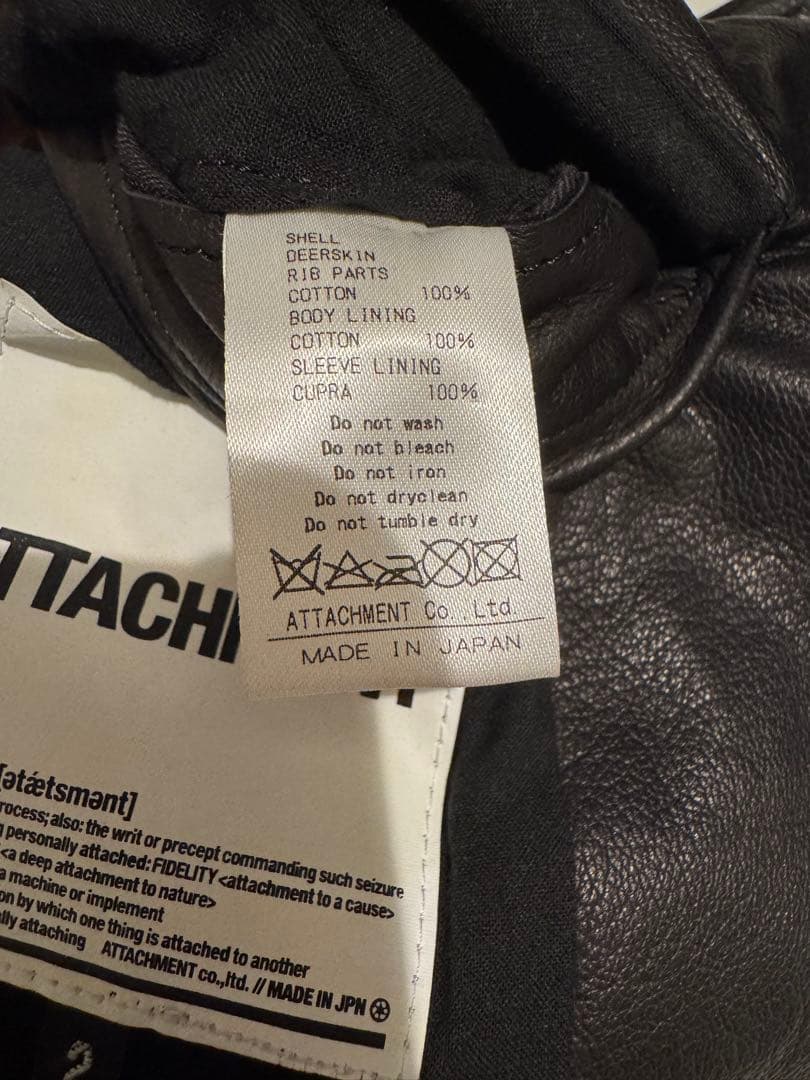 SHELL
DEERSKIN
RIB PARTS
COTTON 100%
BODY LINING
COTTON 100%
SLEEVE LINING
CUPRA 100%
Do not wash
Do not bleach
Do not iron
Do not dryclean
Do not tumble dry
ATTACHMENT Co.,Ltd.
MADE IN JAPAN
TTACH
[ətǽtsmənt]
rocess; also: the writ or precept commanding such seizure
personally attached: FIDELITY <attachment to a cause>
<a deep attachment to nature>
a machine or implement
on by which one thing is attached to another
lly attaching ATTACHMENT co.,ltd. // MADE IN JPN
2